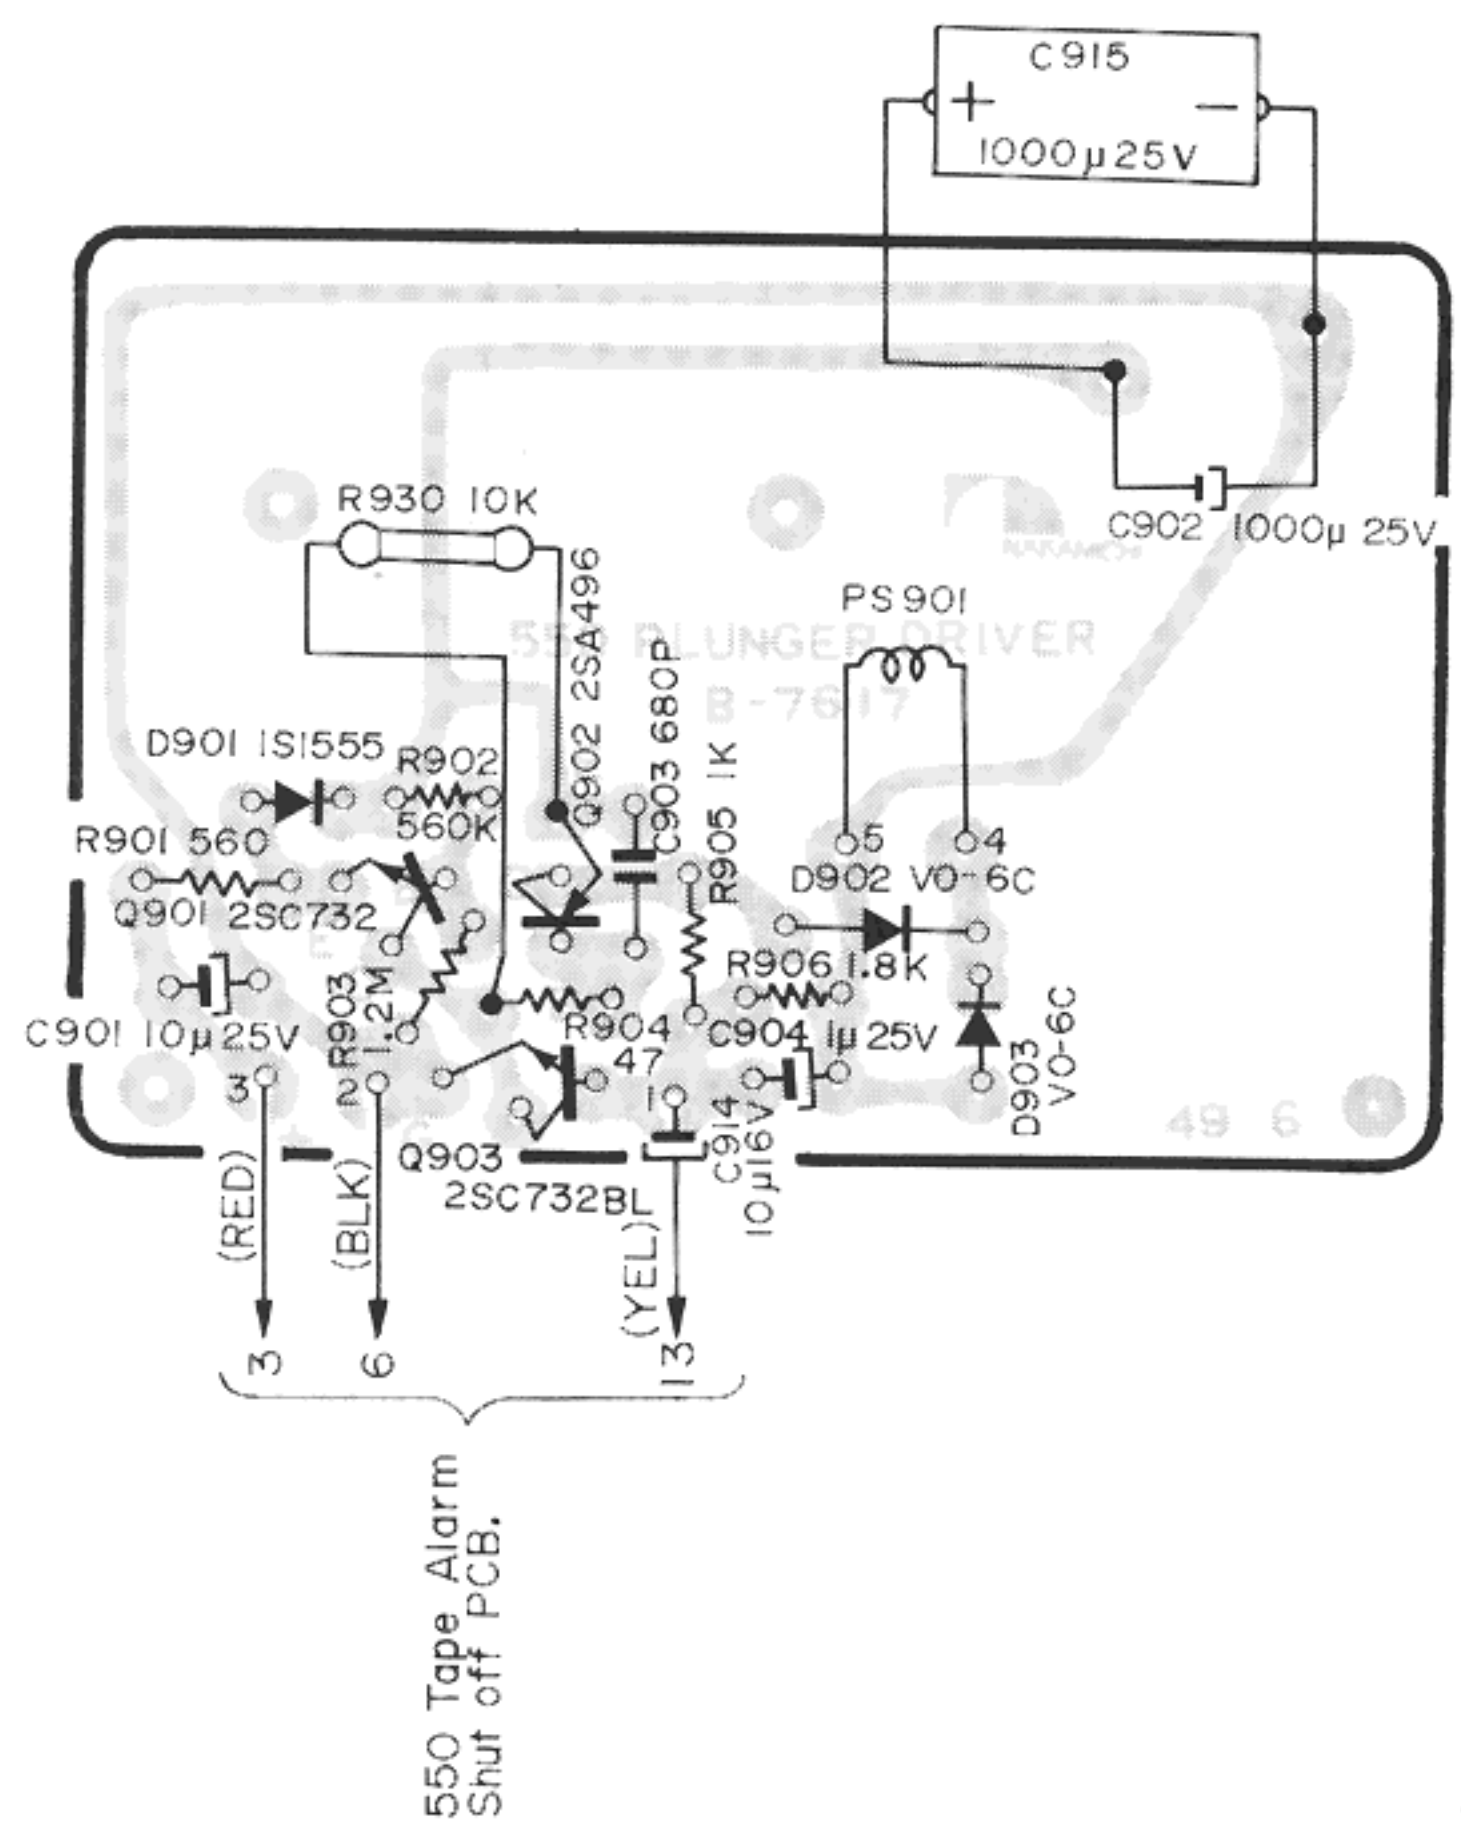 C915
+ −
1000µ25V
R930 10K
C902 1000µ 25V
Q902 2SA496
PS901
550 PLUNGER DRIVER
B-7617
C903 680P
R905 1K
D901 1S1555
R902
560K
R901 560
5 4
D902 V0-6C
Q901 2SC732
E
R906 1.8K
R903
1.2M
C901 10µ25V
R904
47
C904 1µ25V
D903
V0-6C
3 2 1
C914
10µ16V
49 6
Q903
2SC732BL
(RED)
(BLK)
(YEL)
3 6 13
550 Tape Alarm
Shut off PCB.